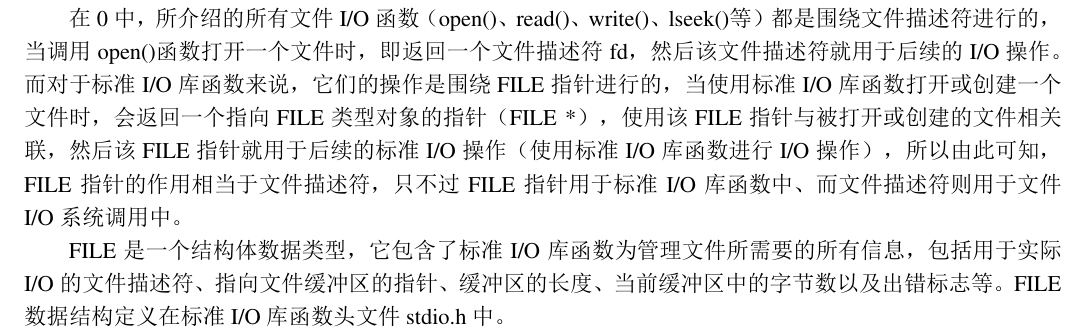 在 0 中，所介绍的所有文件 I/O 函数（open()、read()、write()、lseek()等）都是围绕文件描述符进行的，
当调用 open()函数打开一个文件时，即返回一个文件描述符 fd，然后该文件描述符就用于后续的 I/O 操作。
而对于标准 I/O 库函数来说，它们的操作是围绕 FILE 指针进行的，当使用标准 I/O 库函数打开或创建一个
文件时，会返回一个指向 FILE 类型对象的指针（FILE *），使用该 FILE 指针与被打开或创建的文件相关
联，然后该 FILE 指针就用于后续的标准 I/O 操作（使用标准 I/O 库函数进行 I/O 操作），所以由此可知，
FILE 指针的作用相当于文件描述符，只不过 FILE 指针用于标准 I/O 库函数中、而文件描述符则用于文件
I/O 系统调用中。
FILE 是一个结构体数据类型，它包含了标准 I/O 库函数为管理文件所需要的所有信息，包括用于实际
I/O 的文件描述符、指向文件缓冲区的指针、缓冲区的长度、当前缓冲区中的字节数以及出错标志等。FILE
数据结构定义在标准 I/O 库函数头文件 stdio.h 中。